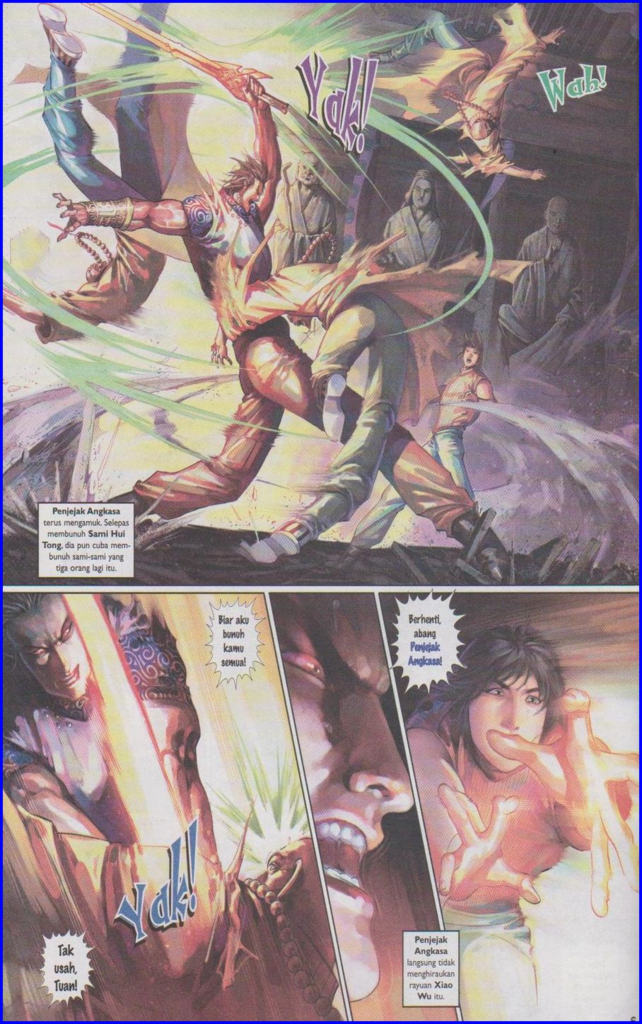 Yak!
Wah!
Penjejak Angkasa
terus mengamuk. Selepas
membunuh Sami Hui
Tong, dia pun cuba mem-
bunuh sami-sami yang
tiga orang lagi itu.
Biar aku
bunuh
kamu
semua!
Yak!
Tak
usah,
Tuan!
Berhenti,
abang
Penjejak
Angkasa!
Penjejak
Angkasa
langsung tidak
menghiraukan
rayuan Xiao
Wu itu.